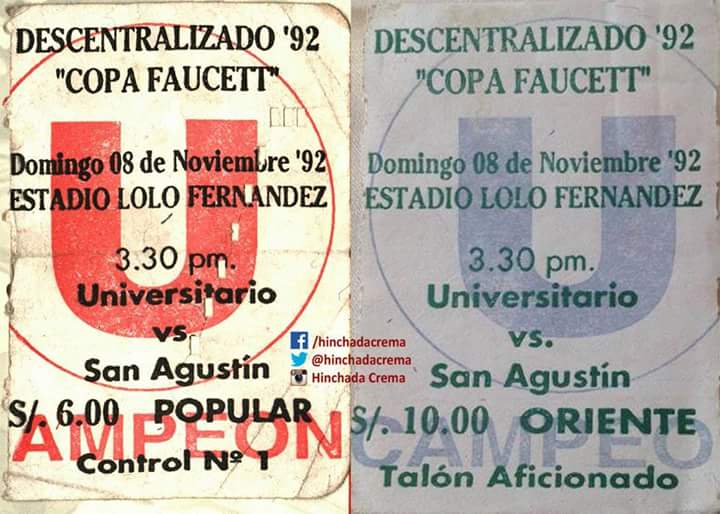 DESCENTRALIZADO '92
"COPA FAUCETT"
U
Domingo 08 de Noviembre '92
ESTADIO LOLO FERNANDEZ
3.30 pm.
Universitario
vs
San Agustín
S/. 6.00 POPULAR
AMPEON
Control Nº 1
DESCENTRALIZADO '92
"COPA FAUCETT"
U
Domingo 08 de Noviembre '92
ESTADIO LOLO FERNANDEZ
3.30 pm.
Universitario
vs.
San Agustín
S/. 10.00 ORIENTE
CAMPEO
Talón Aficionado
/hinchadacrema
@hinchadacrema
Hinchada Crema